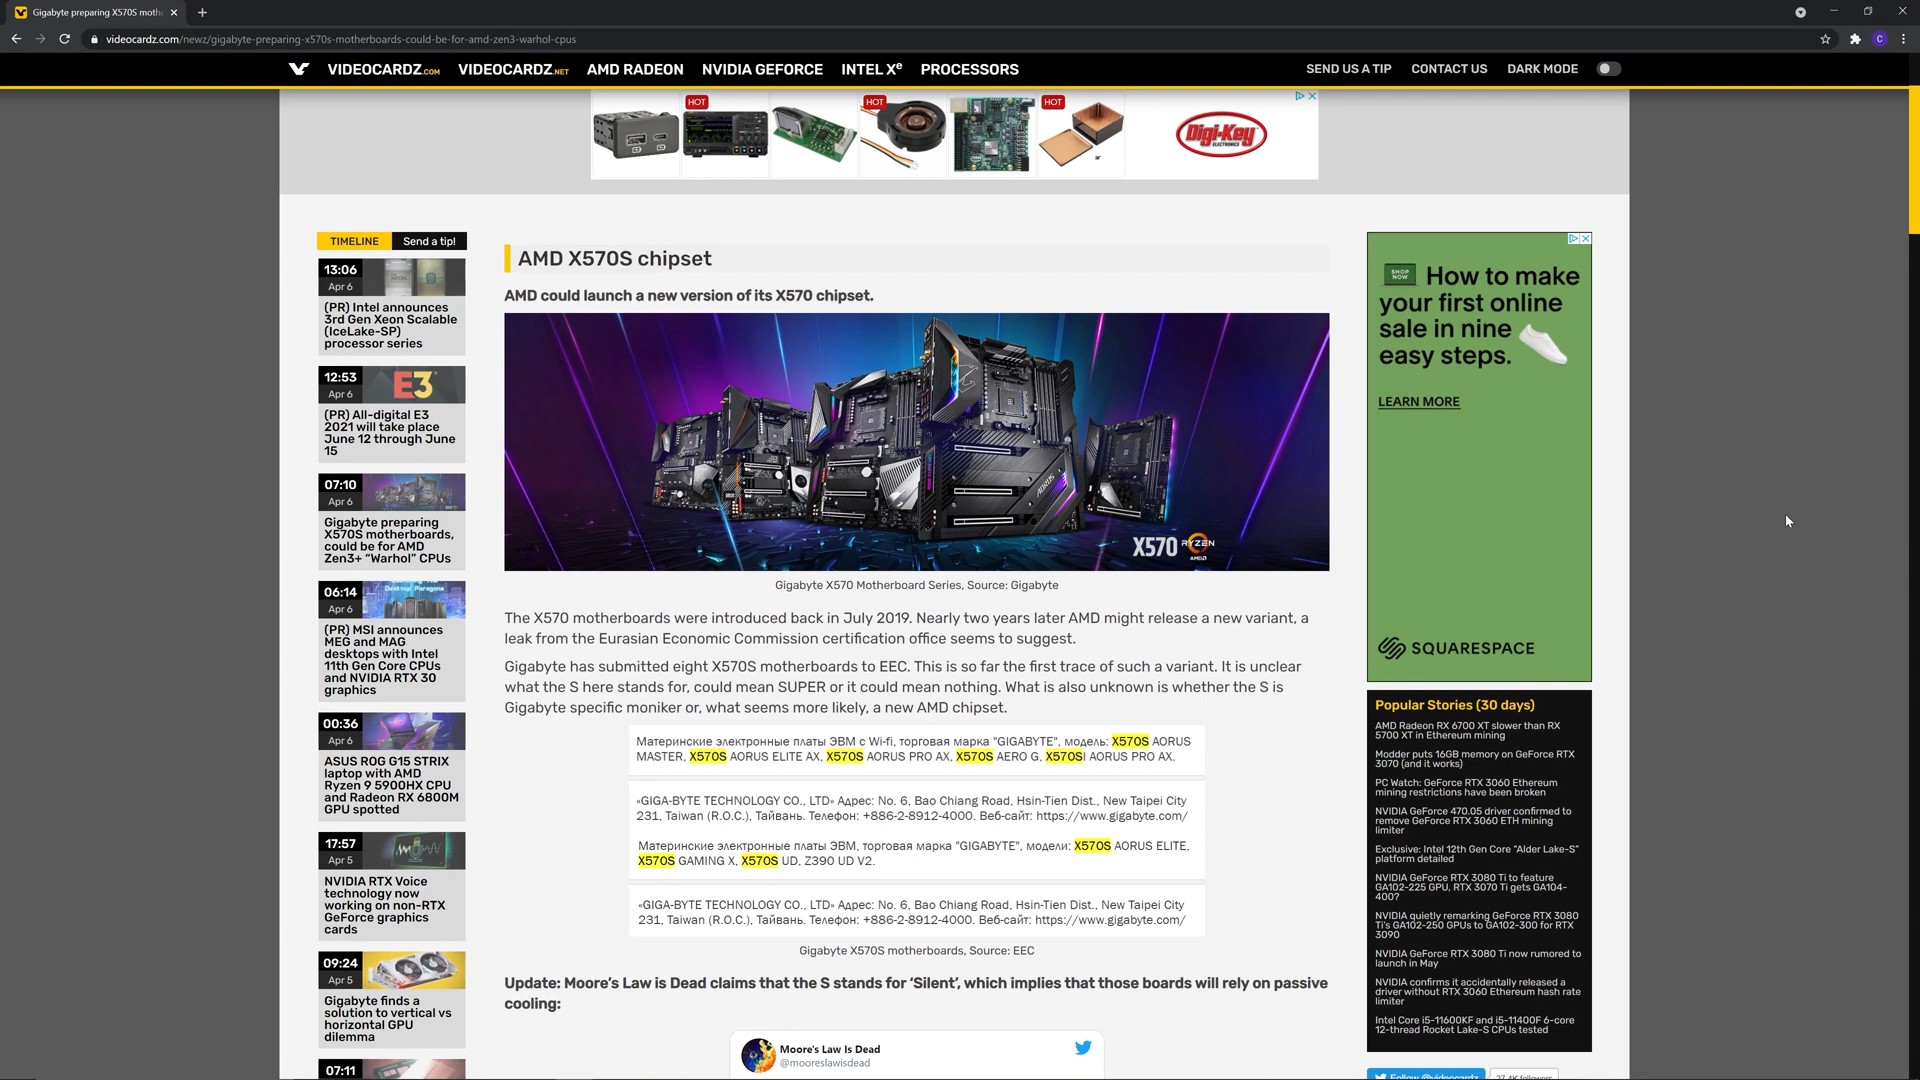 Gigabyte preparing X570S moth
videocardz.com/newz/gigabyte-preparing-x570s-motherboards-could-be-for-amd-zen3-warhol-cpus
C
VIDEOCARDZ.COM VIDEOCARDZ.NET AMD RADEON NVIDIA GEFORCE INTEL Xe PROCESSORS
SEND US A TIP CONTACT US DARK MODE
HOT
HOT
HOT
Digi-Key
ELECTRONICS
TIMELINE
Send a tip!
13:06
Apr 6
(PR) Intel announces
3rd Gen Xeon Scalable
(IceLake-SP)
processor series
12:53
Apr 6
E3
(PR) All-digital E3
2021 will take place
June 12 through June
15
07:10
Apr 6
Gigabyte preparing
X570S motherboards,
could be for AMD
Zen3+ “Warhol” CPUs
06:14
Apr 6
Desktop Paragons
(PR) MSI announces
MEG and MAG
desktops with Intel
11th Gen Core CPUs
and NVIDIA RTX 30
graphics
00:36
Apr 6
ASUS ROG G15 STRIX
laptop with AMD
Ryzen 9 5900HX CPU
and Radeon RX 6800M
GPU spotted
17:57
Apr 5
NVIDIA RTX Voice
technology now
working on non-RTX
GeForce graphics
cards
09:24
Apr 5
Gigabyte finds a
solution to vertical vs
horizontal GPU
dilemma
07:11
AMD X570S chipset
AMD could launch a new version of its X570 chipset.
AORUS
X570 RYZEN
AMD
Gigabyte X570 Motherboard Series, Source: Gigabyte
The X570 motherboards were introduced back in July 2019. Nearly two years later AMD might release a new variant, a
leak from the Eurasian Economic Commission certification office seems to suggest.
Gigabyte has submitted eight X570S motherboards to EEC. This is so far the first trace of such a variant. It is unclear
what the S here stands for, could mean SUPER or it could mean nothing. What is also unknown is whether the S is
Gigabyte specific moniker or, what seems more likely, a new AMD chipset.
Материнские электронные платы ЭВМ с Wi-fi, торговая марка "GIGABYTE", модель: X570S AORUS
MASTER, X570S AORUS ELITE AX, X570S AORUS PRO AX, X570S AERO G, X570SI AORUS PRO AX.
«GIGA-BYTE TECHNOLOGY CO., LTD» Адрес: No. 6, Bao Chiang Road, Hsin-Tien Dist., New Taipei City
231, Taiwan (R.O.C.), Тайвань. Телефон: +886-2-8912-4000. Веб-сайт: https://www.gigabyte.com/
Материнские электронные платы ЭВМ, торговая марка "GIGABYTE", модели: X570S AORUS ELITE,
X570S GAMING X, X570S UD, Z390 UD V2.
«GIGA-BYTE TECHNOLOGY CO., LTD» Адрес: No. 6, Bao Chiang Road, Hsin-Tien Dist., New Taipei City
231, Taiwan (R.O.C.), Тайвань. Телефон: +886-2-8912-4000. Веб-сайт: https://www.gigabyte.com/
Gigabyte X570S motherboards, Source: EEC
Update: Moore’s Law is Dead claims that the S stands for ‘Silent’, which implies that those boards will rely on passive
cooling:
Moore's Law Is Dead
@mooreslawisdead
SHOP
NOW
How to make
your first online
sale in nine
easy steps.
LEARN MORE
SQUARESPACE
Popular Stories (30 days)
AMD Radeon RX 6700 XT slower than RX
5700 XT in Ethereum mining
Modder puts 16GB memory on GeForce RTX
3070 (and it works)
PC Watch: GeForce RTX 3060 Ethereum
mining restrictions have been broken
NVIDIA GeForce 470.05 driver confirmed to
remove GeForce RTX 3060 ETH mining
limiter
Exclusive: Intel 12th Gen Core “Alder Lake-S”
platform detailed
NVIDIA GeForce RTX 3080 Ti to feature
GA102-225 GPU, RTX 3070 Ti gets GA104-
400?
NVIDIA quietly remarking GeForce RTX 3080
Ti’s GA102-250 GPUs to GA102-300 for RTX
3090
NVIDIA GeForce RTX 3080 Ti now rumored to
launch in May
NVIDIA confirms it accidentally released a
driver without RTX 3060 Ethereum hash rate
limiter
Intel Core i5-11600KF and i5-11400F 6-core
12-thread Rocket Lake-S CPUs tested
Follow @videocardz
27.4K followers